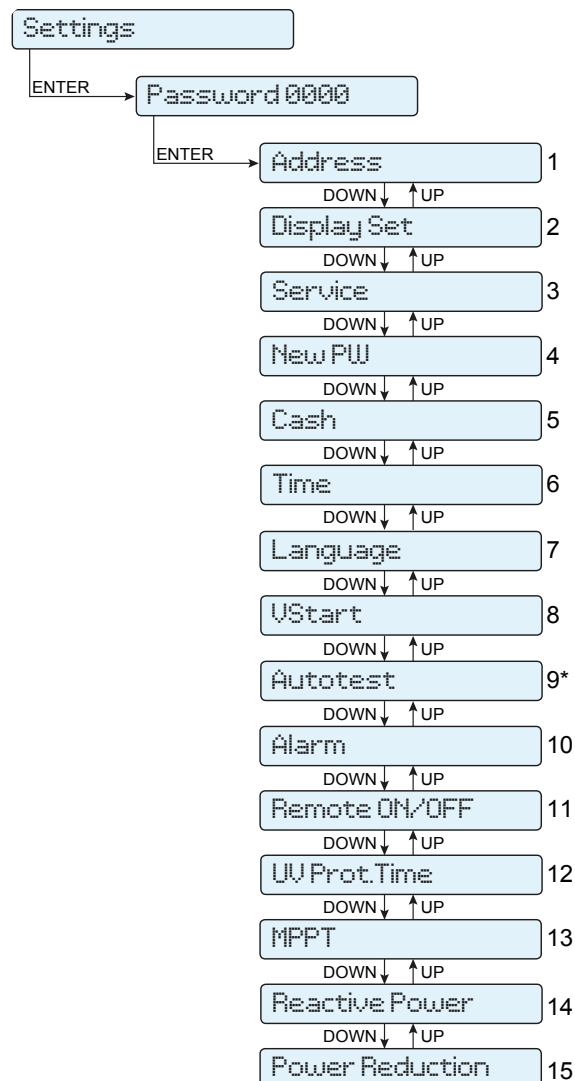 Settings
ENTER
Password 0000
ENTER
Address 1
DOWN UP
Display Set 2
DOWN UP
Service 3
DOWN UP
New PW 4
DOWN UP
Cash 5
DOWN UP
Time 6
DOWN UP
Language 7
DOWN UP
VStart 8
DOWN UP
Autotest 9*
DOWN UP
Alarm 10
DOWN UP
Remote ON/OFF 11
DOWN UP
UV Prot.Time 12
DOWN UP
MPPT 13
DOWN UP
Reactive Power 14
DOWN UP
Power Reduction 15